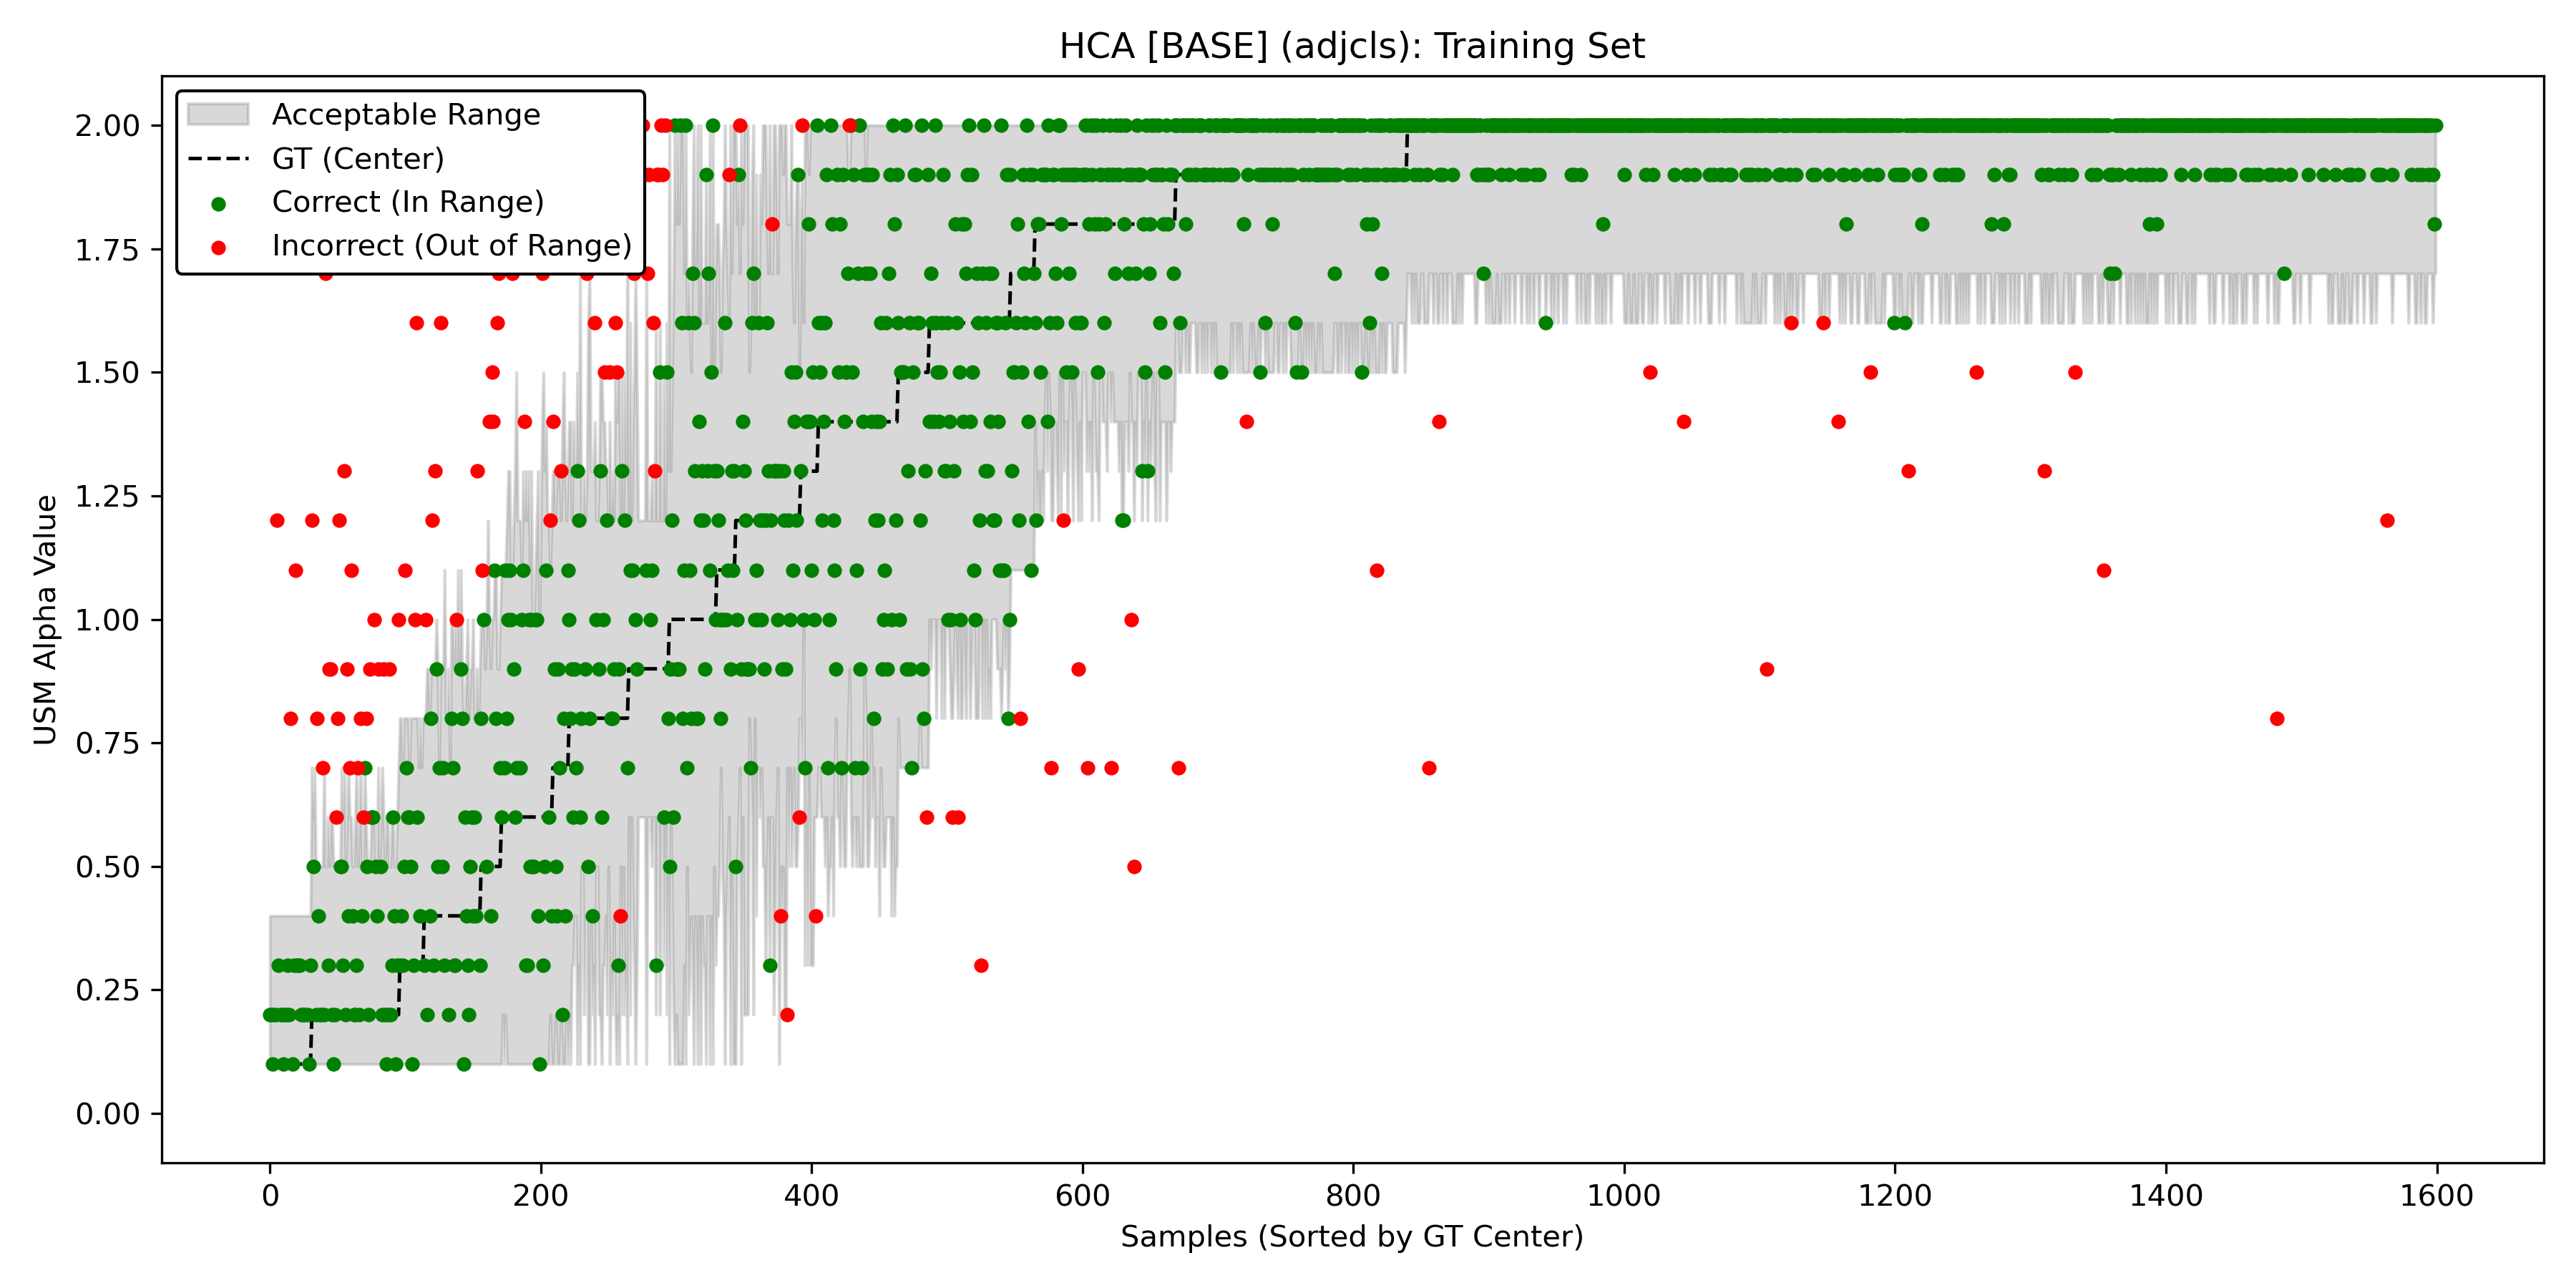 HCA [BASE] (adjcls): Training Set
Acceptable Range
GT (Center)
Correct (In Range)
Incorrect (Out of Range)
USM Alpha Value
2.00
1.75
1.50
1.25
1.00
0.75
0.50
0.25
0.00
0 200 400 600 800 1000 1200 1400 1600
Samples (Sorted by GT Center)